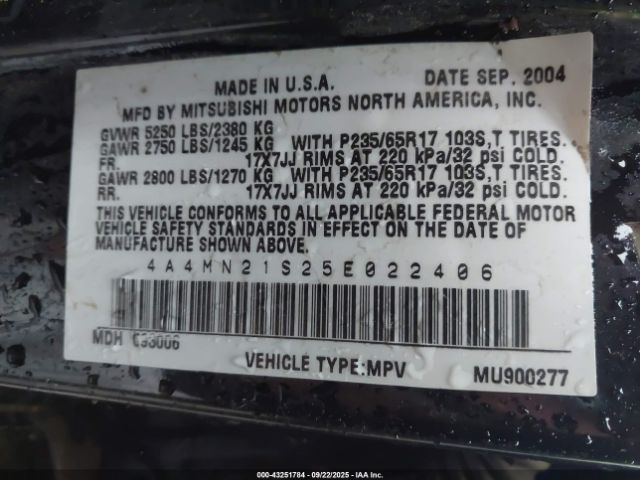 MADE IN U.S.A. DATE SEP. 2004
MFD BY MITSUBISHI MOTORS NORTH AMERICA, INC.
GVWR 5250 LBS/2380 KG
GAWR 2750 LBS/1245 KG WITH P235/65R17 103S,T TIRES.
FR. 17X7JJ RIMS AT 220 kPa/32 psi COLD.
GAWR 2800 LBS/1270 KG WITH P235/65R17 103S,T TIRES.
RR. 17X7JJ RIMS AT 220 kPa/32 psi COLD.
THIS VEHICLE CONFORMS TO ALL APPLICABLE FEDERAL MOTOR
VEHICLE SAFETY STANDARDS IN EFFECT ON THE DATE OF
MANUFACTURE SHOWN ABOVE.
4A4MN21S25E022406
MDH 093006
VEHICLE TYPE:MPV MU900277
000-43251784 - 09/22/2025 - IAA Inc.